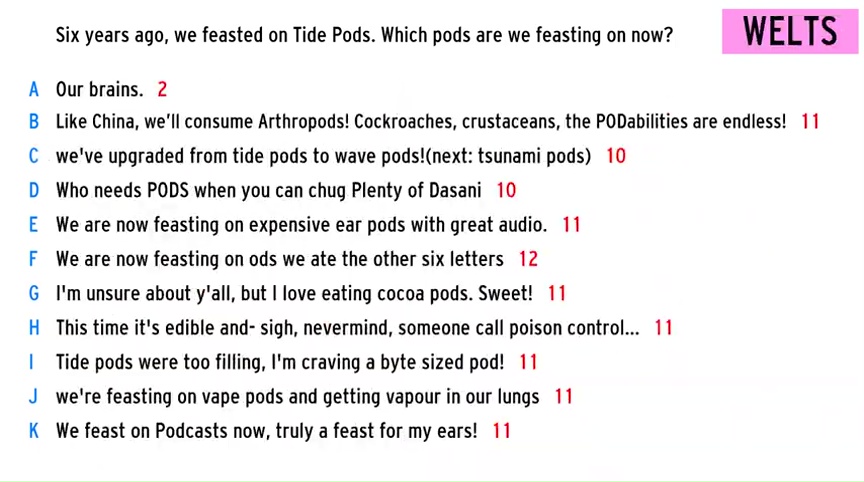 Six years ago, we feasted on Tide Pods. Which pods are we feasting on now?
WELTS
A Our brains. 2
B Like China, we'll consume Arthropods! Cockroaches, crustaceans, the PODabilities are endless! 11
C we've upgraded from tide pods to wave pods!(next: tsunami pods) 10
D Who needs PODS when you can chug Plenty of Dasani 10
E We are now feasting on expensive ear pods with great audio. 11
F We are now feasting on ods we ate the other six letters 12
G I'm unsure about y'all, but I love eating cocoa pods. Sweet! 11
H This time it's edible and- sigh, nevermind, someone call poison control... 11
I Tide pods were too filling, I'm craving a byte sized pod! 11
J we're feasting on vape pods and getting vapour in our lungs 11
K We feast on Podcasts now, truly a feast for my ears! 11